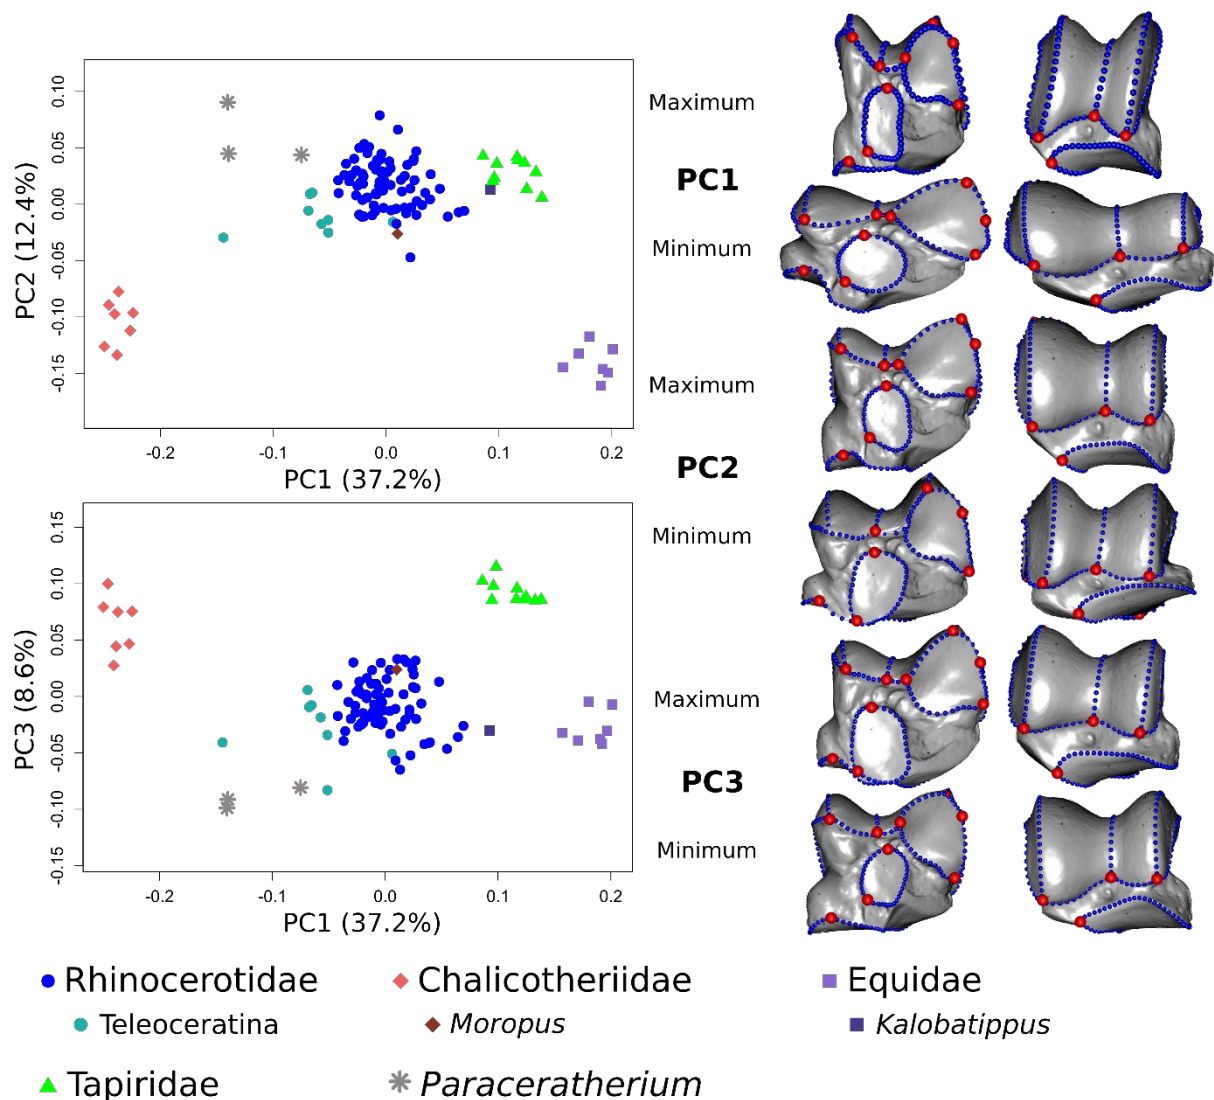 0.10
0.05
0.00
-0.05
-0.10
-0.15
PC2 (12.4%)
-0.2
-0.1
0.0
0.1
0.2
PC1 (37.2%)
0.15
0.10
0.05
0.00
-0.05
-0.10
-0.15
PC3 (8.6%)
-0.2
-0.1
0.0
0.1
0.2
PC1 (37.2%)
Maximum
PC1
Minimum
Maximum
PC2
Minimum
Maximum
PC3
Minimum
Rhinocerotidae
Chalicotheriidae
Equidae
Teleoceratina
Moropus
Kalobatippus
Tapiridae
Paraceratherium